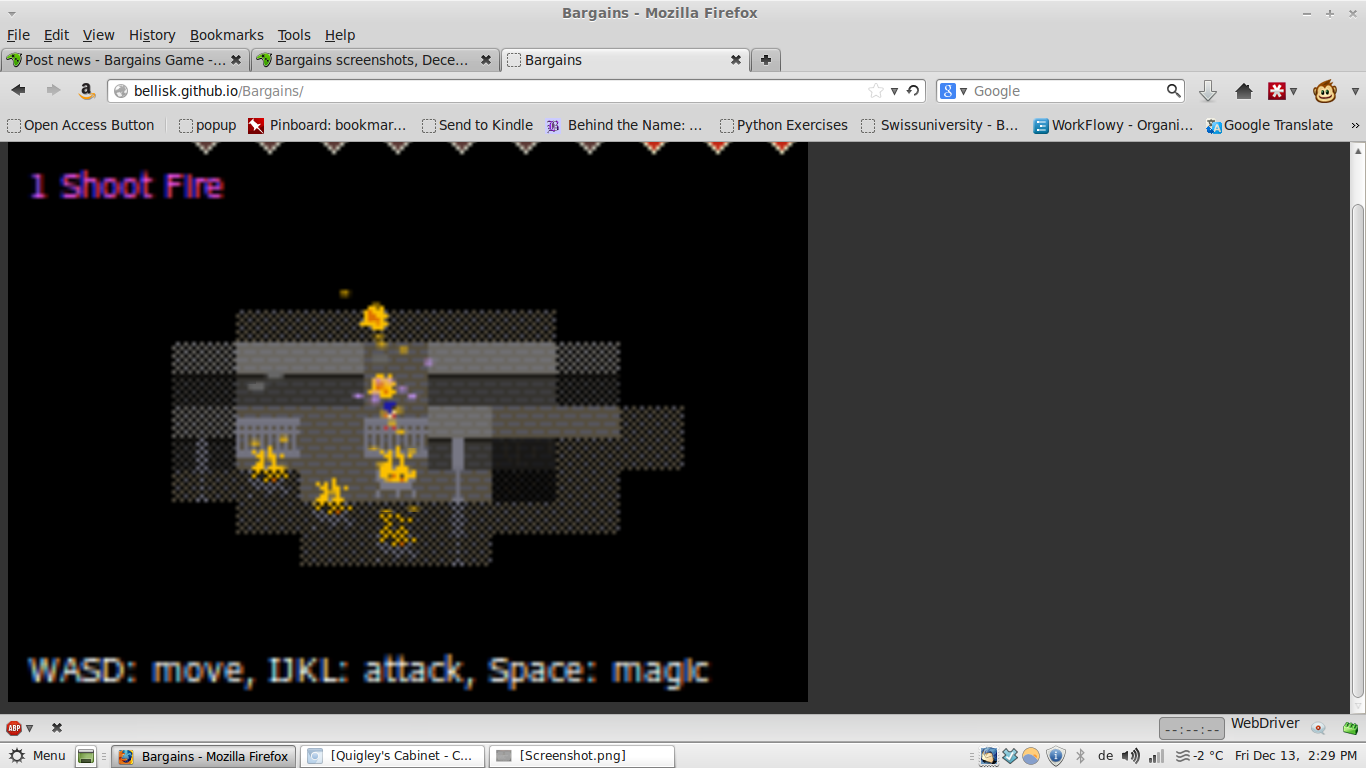 Bargains - Mozilla Firefox
File Edit View History Bookmarks Tools Help
Post news - Bargains Game -... Bargains screenshots, Dece... Bargains
bellisk.github.io/Bargains/ Google
Open Access Button popup Pinboard: bookmar... Send to Kindle Behind the Name: ... Python Exercises Swissuniversity - B... WorkFlowy - Organi... Google Translate »
1 Shoot Fire
WASD: move, IJKL: attack, Space: magic
ABP --:--:-- WebDriver
Menu Bargains - Mozilla Firefox [Quigley's Cabinet - C... [Screenshot.png] de -2 °C Fri Dec 13, 2:29 PM